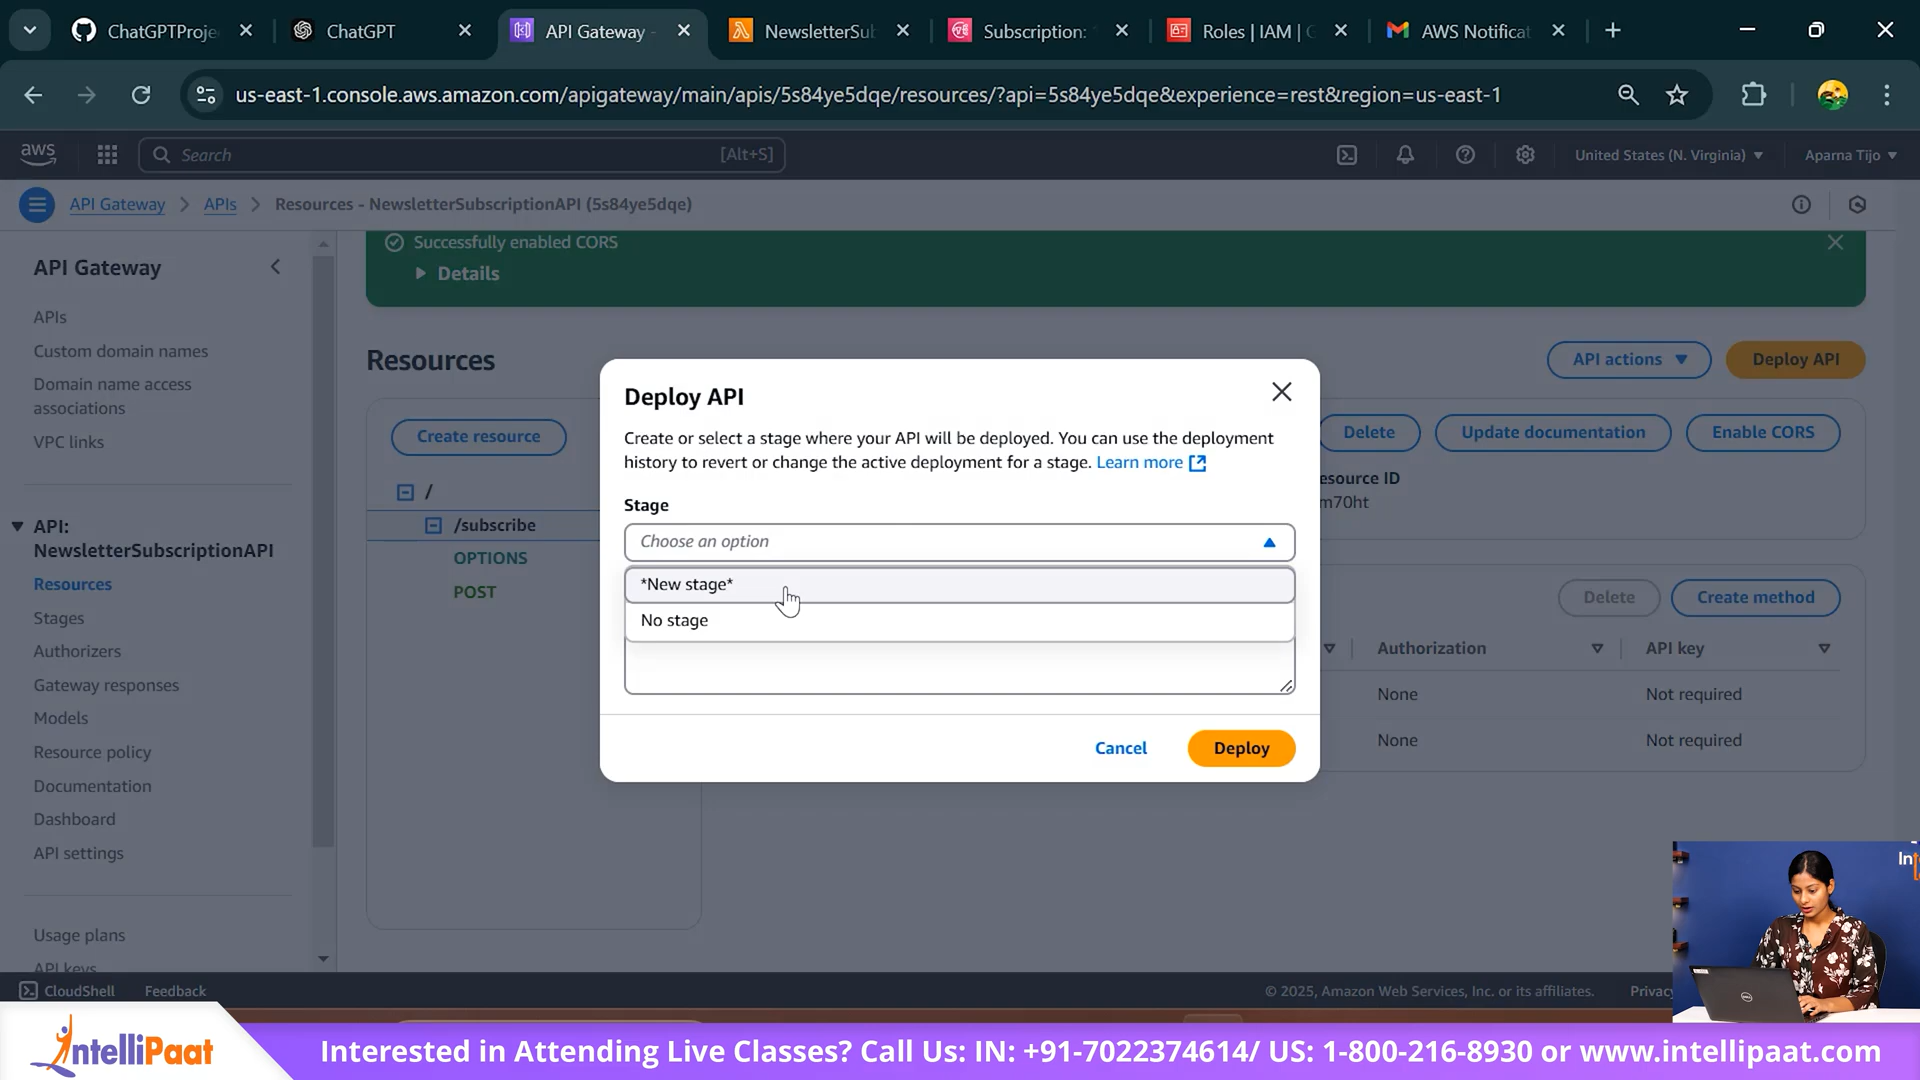 ChatGPTProje
ChatGPT
API Gateway -
NewsletterSub
Subscription:
Roles | IAM |
AWS Notificat
us-east-1.console.aws.amazon.com/apigateway/main/apis/5s84ye5dqe/resources/?api=5s84ye5dqe&experience=rest&region=us-east-1
aws
Search
[Alt+S]
United States (N. Virginia)
Aparna Tijo
API Gateway
APIs
Resources - NewsletterSubscriptionAPI (5s84ye5dqe)
API Gateway
APIs
Custom domain names
Domain name access
associations
VPC links
API:
NewsletterSubscriptionAPI
Resources
Stages
Authorizers
Gateway responses
Models
Resource policy
Documentation
Dashboard
API settings
Usage plans
API keys
Successfully enabled CORS
Details
Resources
API actions
Deploy API
Create resource
/
/subscribe
OPTIONS
POST
Delete
Update documentation
Enable CORS
esource ID
m70ht
Delete
Create method
Authorization
API key
None
Not required
None
Not required
Deploy API
Create or select a stage where your API will be deployed. You can use the deployment
history to revert or change the active deployment for a stage. Learn more
Stage
Choose an option
*New stage*
No stage
Cancel
Deploy
CloudShell
Feedback
© 2025, Amazon Web Services, Inc. or its affiliates.
Privacy
Int
IntelliPaat
Interested in Attending Live Classes? Call Us: IN: +91-7022374614/ US: 1-800-216-8930 or www.intellipaat.com